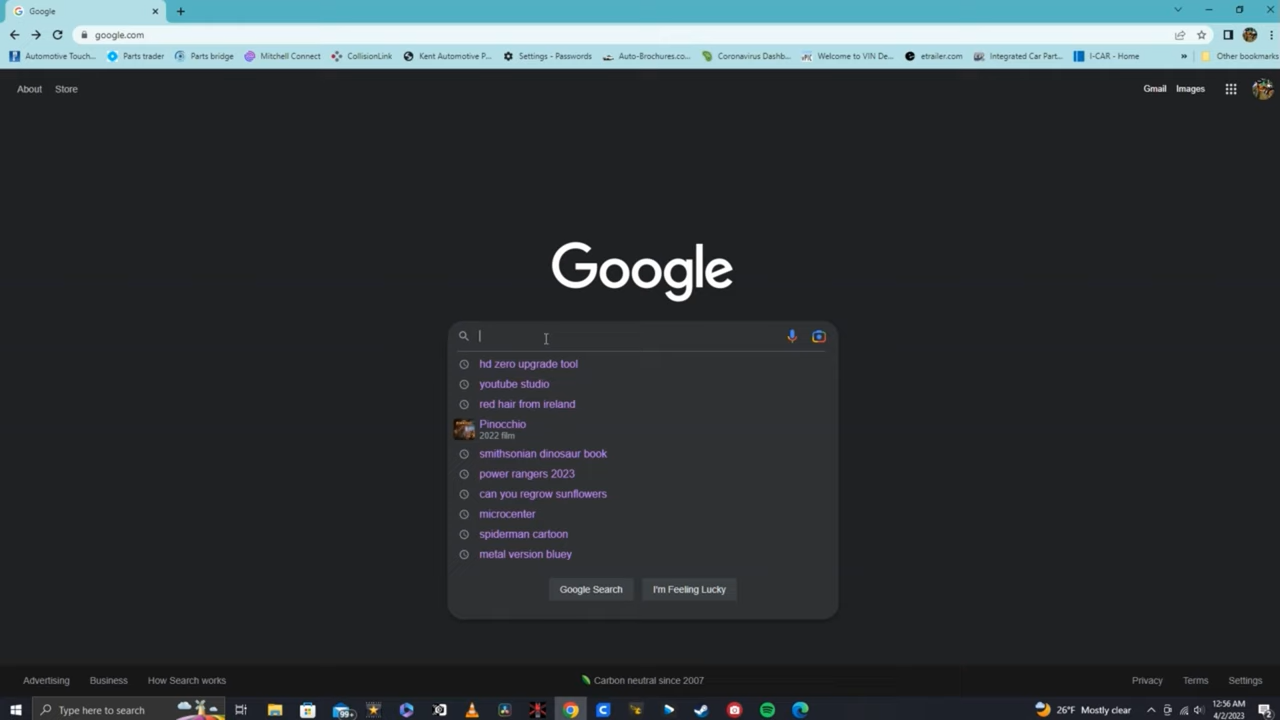 Google
google.com
Automotive Touch... Parts trader Parts bridge Mitchell Connect CollisionLink Kent Automotive P... Settings - Passwords Auto-Brochures.co... Coronavirus Dashb... Welcome to VIN De... etrailer.com Integrated Car Part... I-CAR - Home » Other bookmarks
About Store Gmail Images
Google
hd zero upgrade tool
youtube studio
red hair from ireland
Pinocchio
2022 film
smithsonian dinosaur book
power rangers 2023
can you regrow sunflowers
microcenter
spiderman cartoon
metal version bluey
Google Search I'm Feeling Lucky
Advertising Business How Search works Carbon neutral since 2007 Privacy Terms Settings
Type here to search 99+ 26°F Mostly clear 12:56 AM
4/2/2023